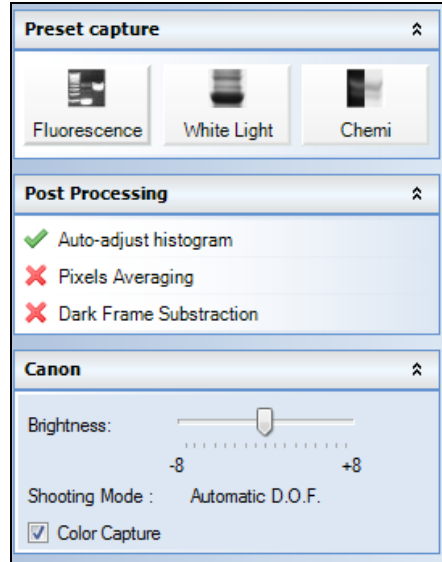 Preset capture
Fluorescence White Light Chemi
Post Processing
Auto-adjust histogram
Pixels Averaging
Dark Frame Substraction
Canon
Brightness:
-8 +8
Shooting Mode : Automatic D.O.F.
Color Capture